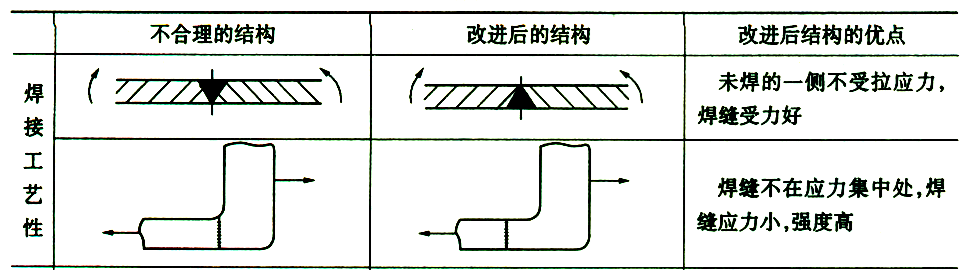 不合理的结构
改进后的结构
改进后结构的优点
焊接工艺性
未焊的一侧不受拉应力，
焊缝受力好
焊缝不在应力集中处,焊
缝应力小,强度高